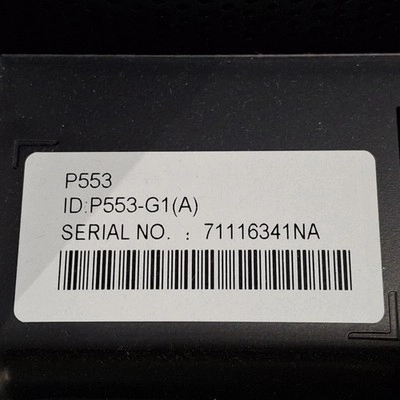 P553
ID:P553-G1(A)
SERIAL NO. : 71116341NA